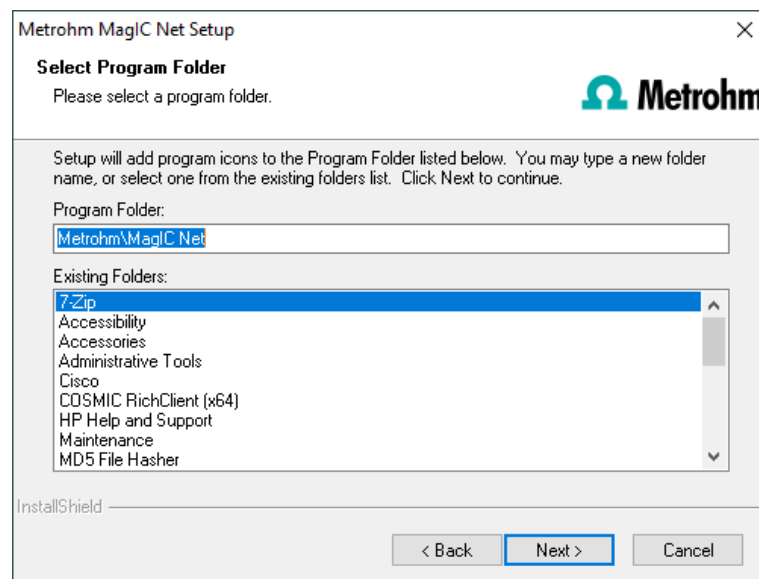 Metrohm MagIC Net Setup
Select Program Folder
Please select a program folder.
Metrohm
Setup will add program icons to the Program Folder listed below. You may type a new folder
name, or select one from the existing folders list. Click Next to continue.
Program Folder:
Metrohm\MagIC Net
Existing Folders:
7-Zip
Accessibility
Accessories
Administrative Tools
Cisco
COSMIC RichClient (x64)
HP Help and Support
Maintenance
MD5 File Hasher
InstallShield
< Back Next > Cancel